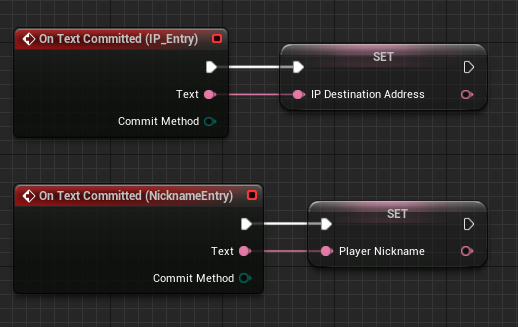 On Text Committed (IP_Entry)
SET
Text
IP Destination Address
Commit Method
On Text Committed (NicknameEntry)
SET
Text
Player Nickname
Commit Method